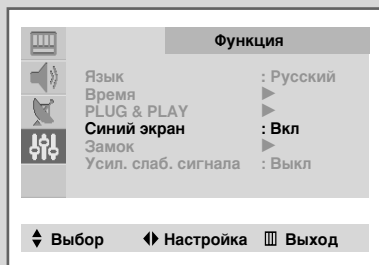 Функция
Язык : Русский
Время ►
PLUG & PLAY ►
Синий экран : Вкл
Замок ►
Усил. слаб. сигнала : Выкл
Выбор Настройка Выход